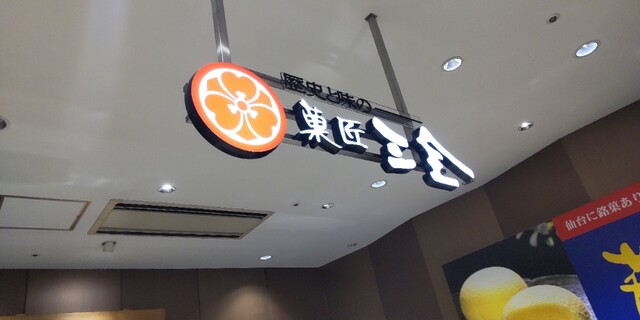 歴史と味の
菓匠三全
仙台に銘菓あり